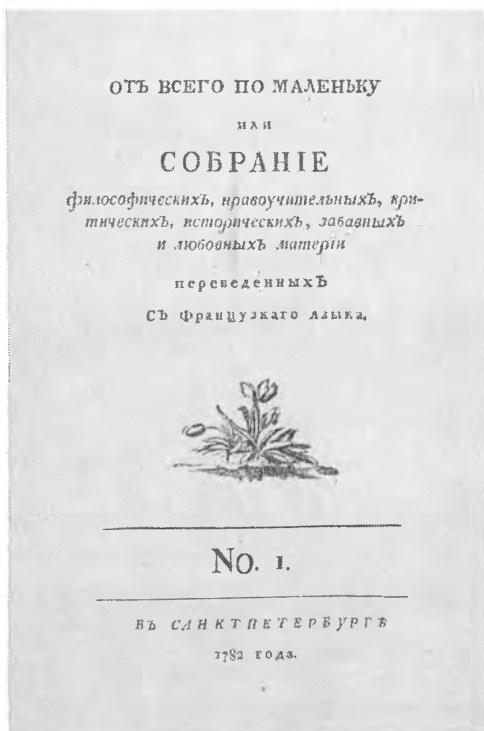 ОТЪ ВСЕГО ПО МАЛЕНЬКУ
ИЛИ
СОБРАНІЕ
философическихЪ, нравоучительныхЪ, кри-
тическихЪ, историческихЪ, забавныхЪ
и любовныхЪ матеріи
переведенныхЪ
СЪ Французкаго языка.
No. 1.
ВЪ САНКТПЕТЕРБУРГѢ
1782 года.